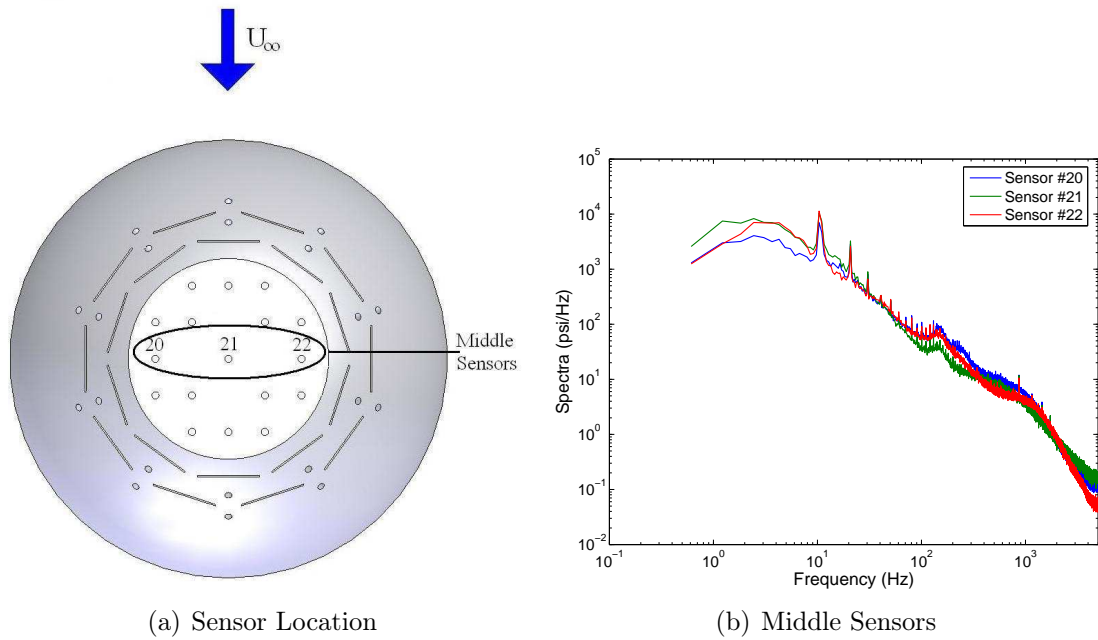 U∞
20 21 22
Middle
Sensors
(a) Sensor Location
10^5
10^4
10^3
10^2
10^1
10^0
10^-1
10^-2
Spectra (psi/Hz)
Sensor #20
Sensor #21
Sensor #22
10^-1 10^0 10^1 10^2 10^3
Frequency (Hz)
(b) Middle Sensors